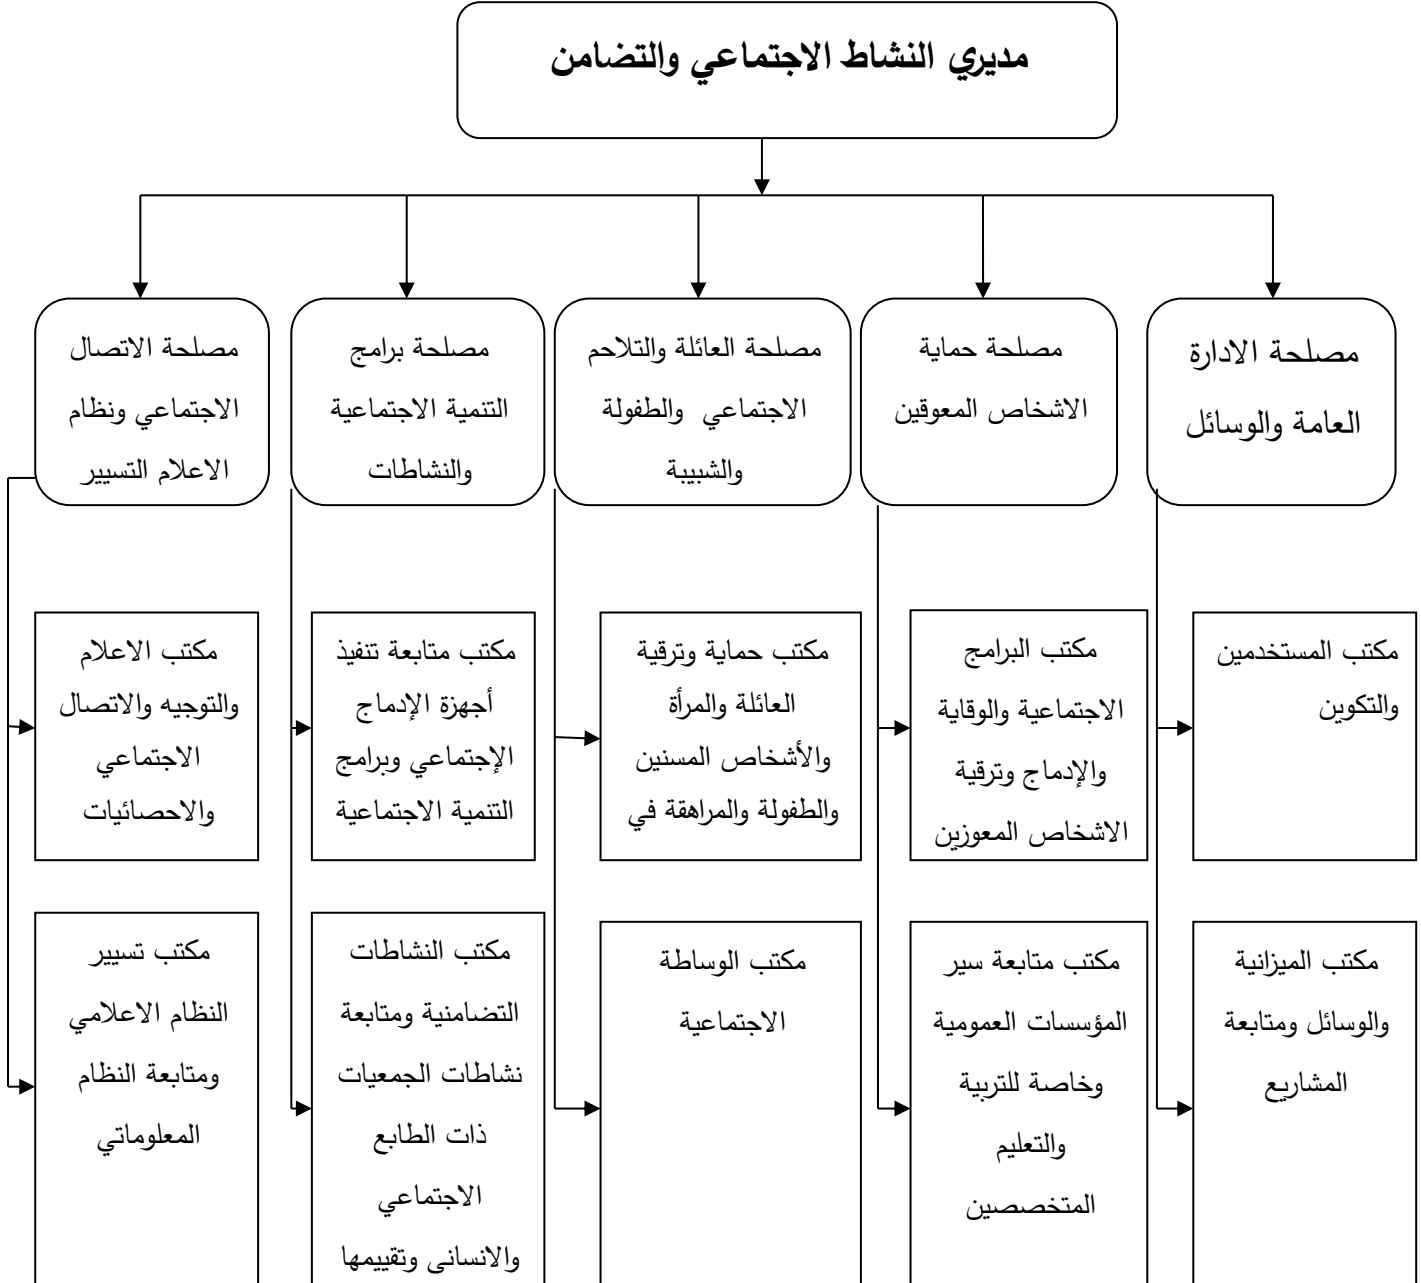 مديري النشاط الاجتماعي والتضامن
مصلحة الادارة
العامة والوسائل
مصلحة حماية
الاشخاص المعوقين
مصلحة العائلة والتلاحم
الاجتماعي والطفولة
والشبيبة
مصلحة برامج
التنمية الاجتماعية
والنشاطات
مصلحة الاتصال
الاجتماعي ونظام
الاعلام التسيير
مكتب المستخدمين
والتكوين
مكتب البرامج
الاجتماعية والوقاية
والإدماج وترقية
الاشخاص المعوزين
مكتب حماية وترقية
العائلة والمرأة
والأشخاص المسنين
والطفولة والمراهقة في
مكتب متابعة تنفيذ
أجهزة الإدماج
الإجتماعي وبرامج
التنمية الاجتماعية
مكتب الاعلام
والتوجيه والاتصال
الاجتماعي
والاحصائيات
مكتب الميزانية
والوسائل ومتابعة
المشاريع
مكتب متابعة سير
المؤسسات العمومية
وخاصة للتربية
والتعليم
المتخصصين
مكتب الوساطة
الاجتماعية
مكتب النشاطات
التضامنية ومتابعة
نشاطات الجمعيات
ذات الطابع
الاجتماعي
والانسانى وتقييمها
مكتب تسيير
النظام الاعلامي
ومتابعة النظام
المعلوماتي